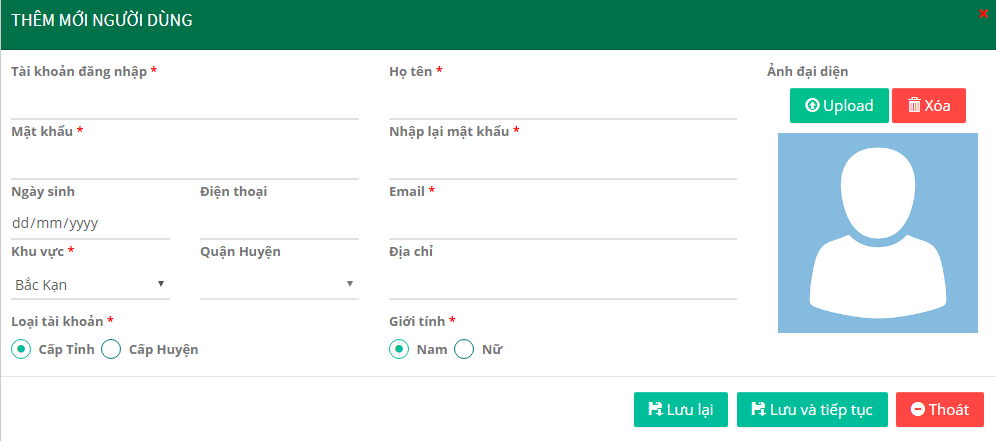 THÊM MỚI NGƯỜI DÙNG
×
Tài khoản đăng nhập *
Họ tên *
Ảnh đại diện
Upload
Xóa
Mật khẩu *
Nhập lại mật khẩu *
Ngày sinh
Điện thoại
Email *
dd/mm/yyyy
Khu vực *
Quận Huyện
Địa chỉ
Bắc Kạn
Loại tài khoản *
Giới tính *
Cấp Tỉnh
Cấp Huyện
Nam
Nữ
Lưu lại
Lưu và tiếp tục
Thoát